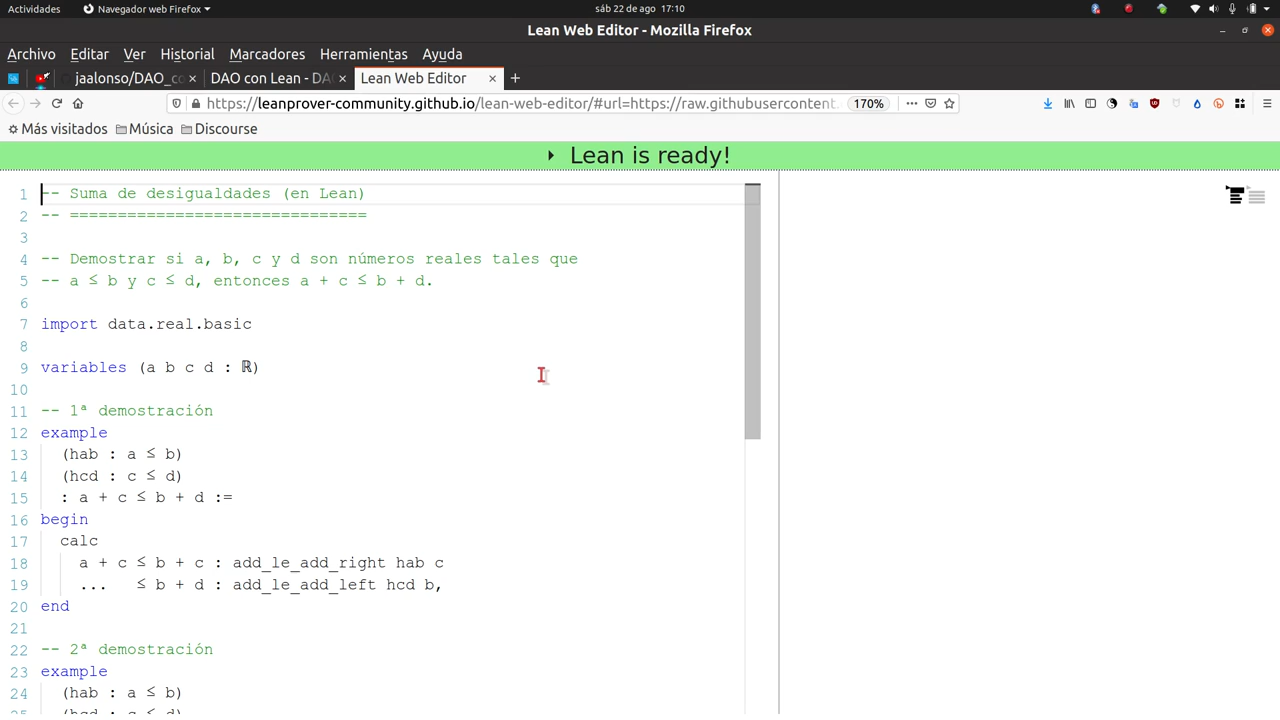 Actividades Navegador web Firefox sáb 22 de ago 17:10
Lean Web Editor - Mozilla Firefox
Archivo Editar Ver Historial Marcadores Herramientas Ayuda
jaalonso/DAO_co DAO con Lean - DA Lean Web Editor
https://leanprover-community.github.io/lean-web-editor/#url=https://raw.githubusercontent. 170%
Más visitados Música Discourse
Lean is ready!
1 -- Suma de desigualdades (en Lean)
2 -- ===============================
3
4 -- Demostrar si a, b, c y d son números reales tales que
5 -- a ≤ b y c ≤ d, entonces a + c ≤ b + d.
6
7 import data.real.basic
8
9 variables (a b c d : ℝ)
10
11 -- 1ª demostración
12 example
13 (hab : a ≤ b)
14 (hcd : c ≤ d)
15 : a + c ≤ b + d :=
16 begin
17 calc
18 a + c ≤ b + c : add_le_add_right hab c
19 ... ≤ b + d : add_le_add_left hcd b,
20 end
21
22 -- 2ª demostración
23 example
24 (hab : a ≤ b)
(hcd : c ≤ d)